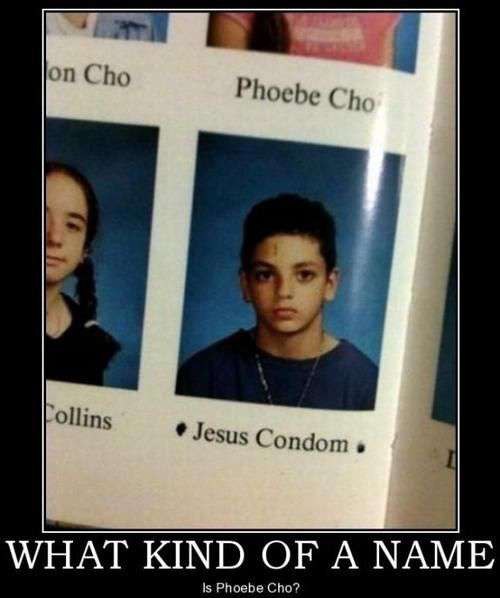 on Cho
Phoebe Cho
Collins
Jesus Condom
WHAT KIND OF A NAME
Is Phoebe Cho?